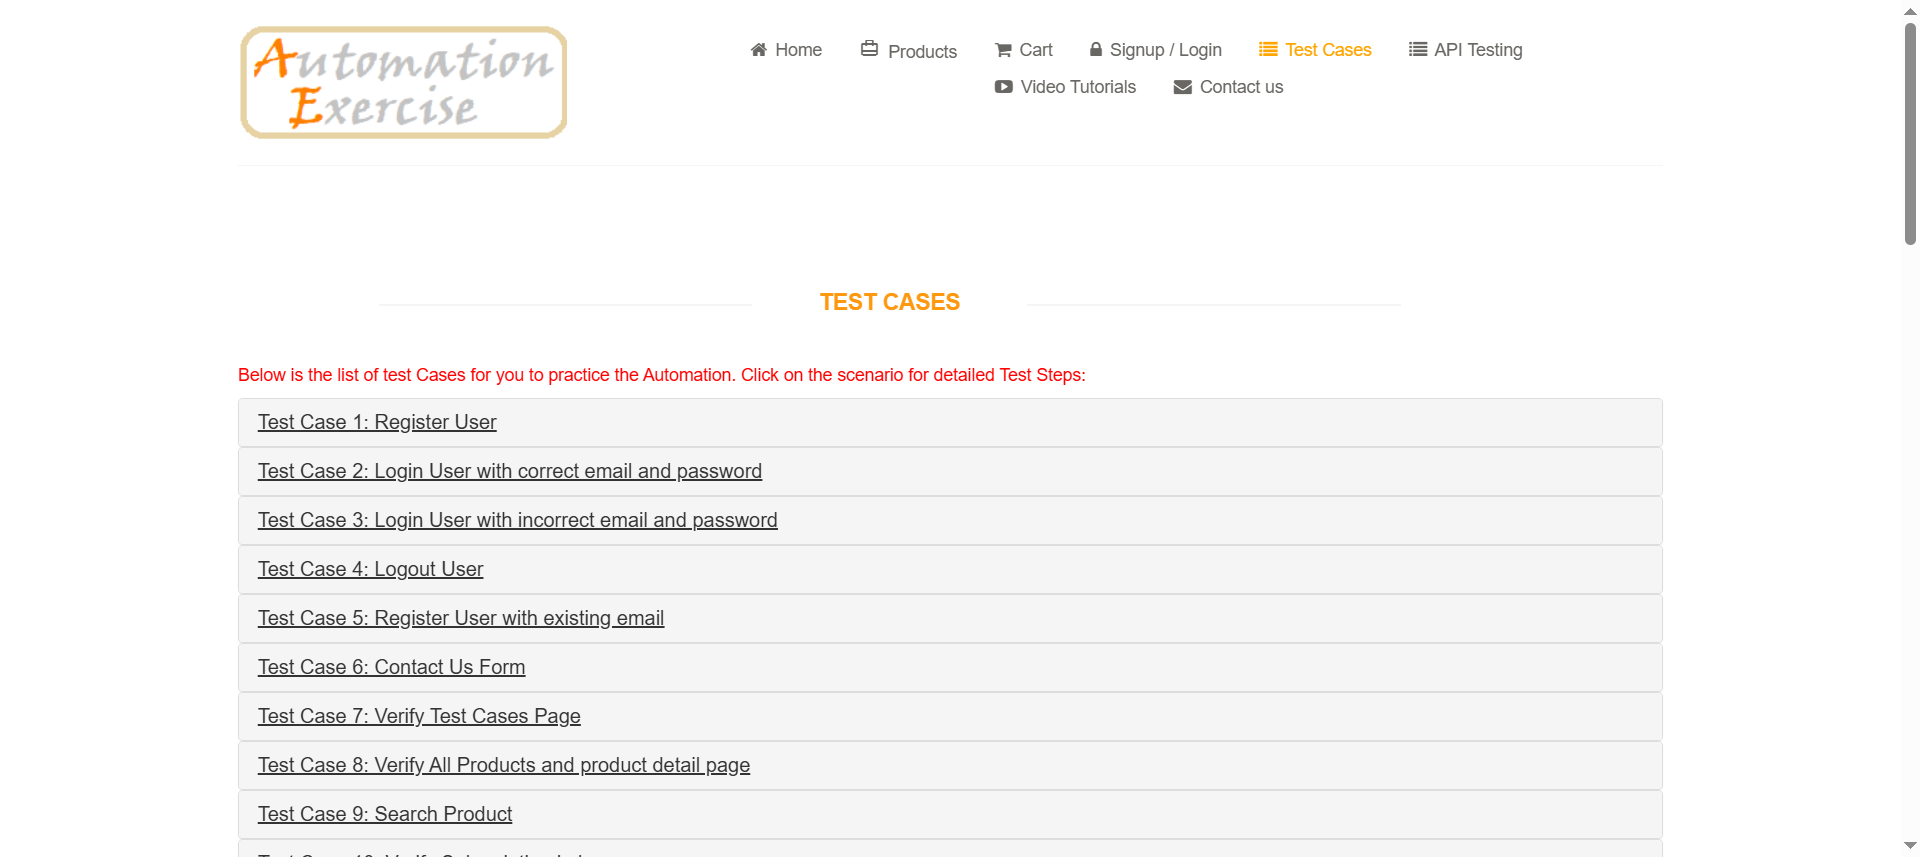 Automation
Exercise
Home Products Cart Signup / Login Test Cases API Testing
Video Tutorials Contact us
TEST CASES
Below is the list of test Cases for you to practice the Automation. Click on the scenario for detailed Test Steps:
Test Case 1: Register User
Test Case 2: Login User with correct email and password
Test Case 3: Login User with incorrect email and password
Test Case 4: Logout User
Test Case 5: Register User with existing email
Test Case 6: Contact Us Form
Test Case 7: Verify Test Cases Page
Test Case 8: Verify All Products and product detail page
Test Case 9: Search Product